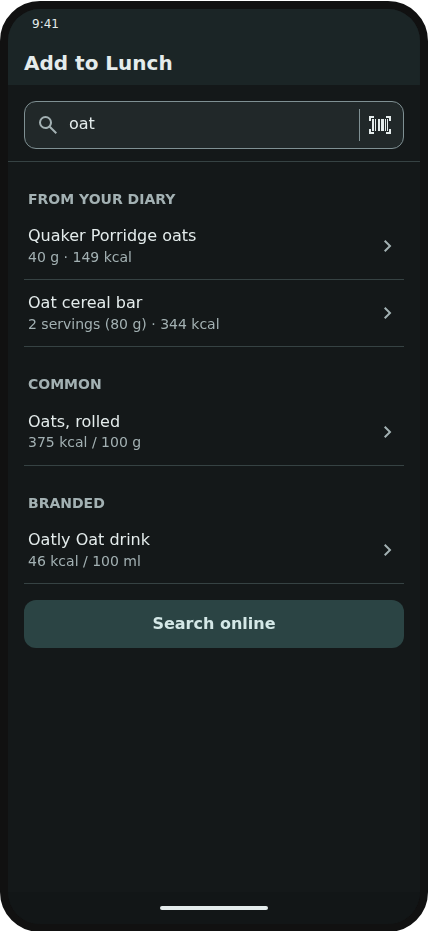 9:41
Add to Lunch
oat
FROM YOUR DIARY
Quaker Porridge oats
40 g · 149 kcal
Oat cereal bar
2 servings (80 g) · 344 kcal
COMMON
Oats, rolled
375 kcal / 100 g
BRANDED
Oatly Oat drink
46 kcal / 100 ml
Search online